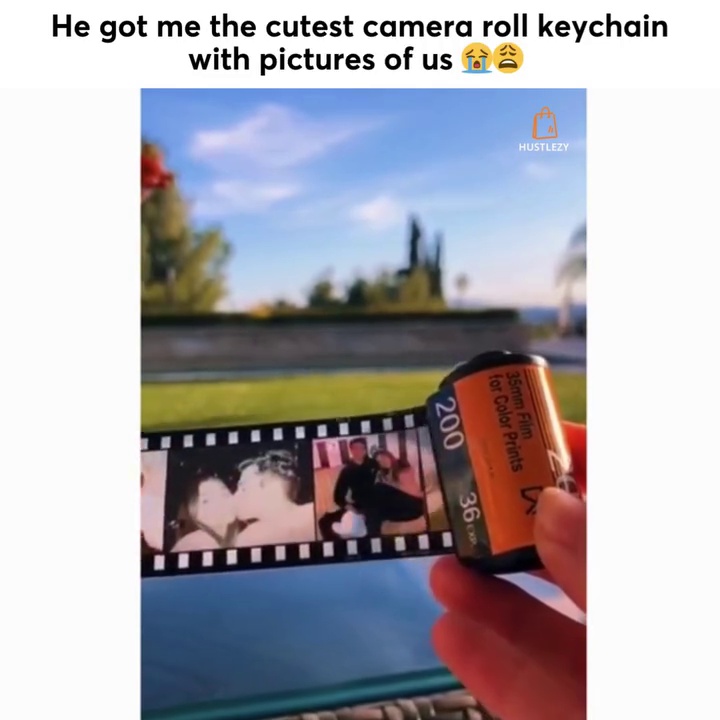 He got me the cutest camera roll keychain
with pictures of us 😭😩
HUSTLEZY
35mm Film
for Color Prints
200
36 EXP.